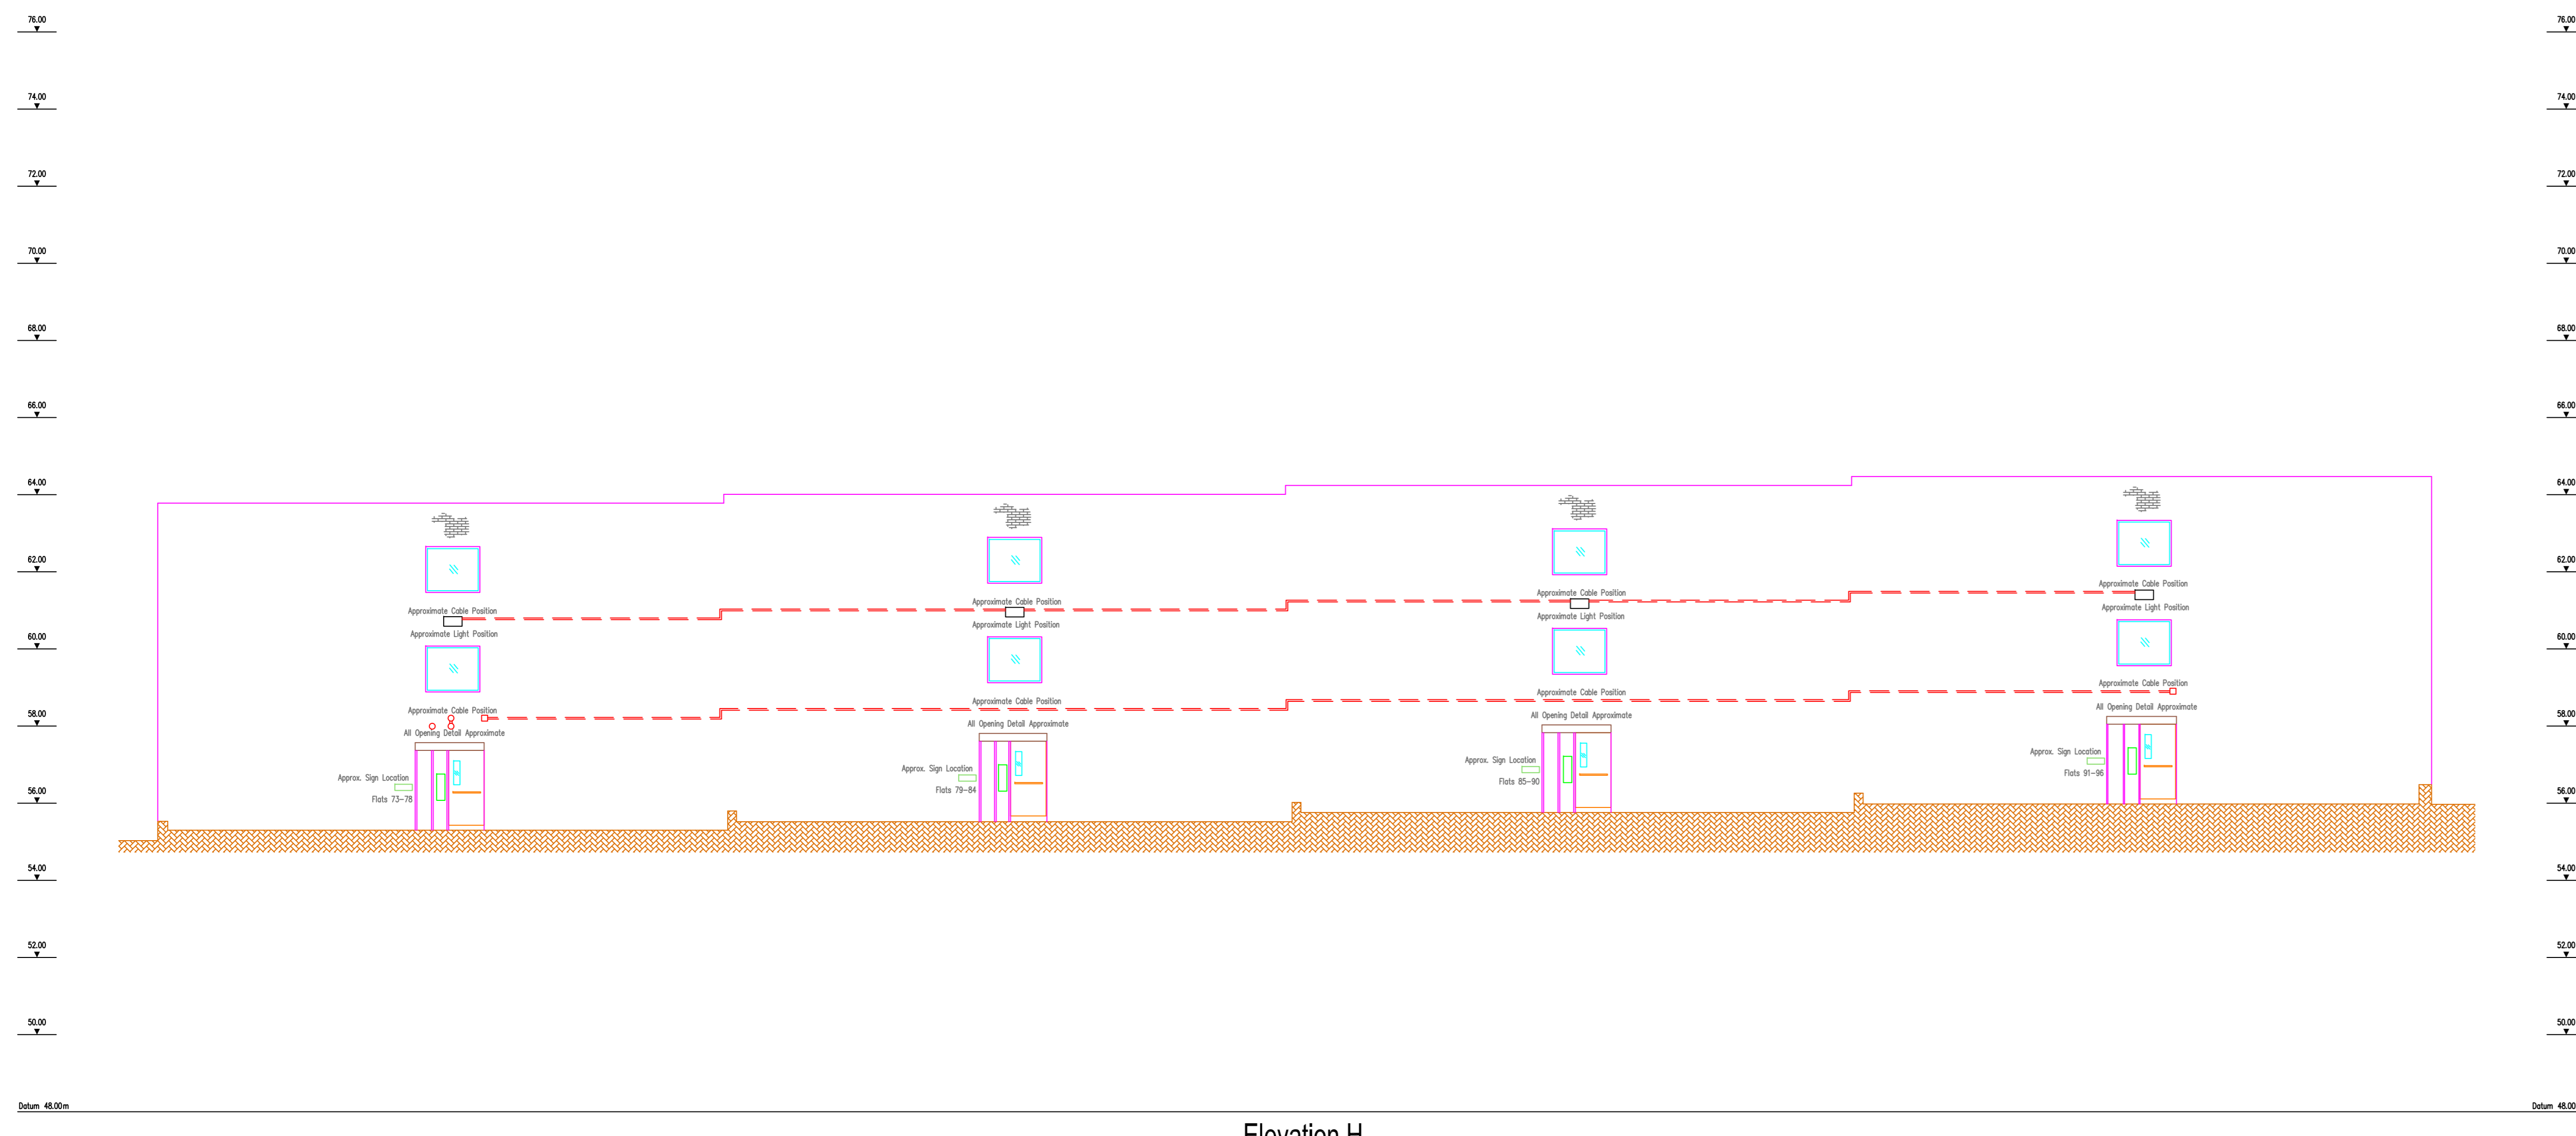 76.00 76.00
74.00 74.00
72.00 72.00
70.00 70.00
68.00 68.00
66.00 66.00
64.00 64.00
62.00 62.00
Approximate Cable Position
Approximate Light Position
Approximate Cable Position
Approximate Light Position
Approximate Cable Position
Approximate Light Position
Approximate Cable Position
Approximate Light Position
60.00 60.00
Approximate Cable Position
All Opening Detail Approximate
Approximate Cable Position
All Opening Detail Approximate
Approximate Cable Position
All Opening Detail Approximate
Approximate Cable Position
All Opening Detail Approximate
58.00 58.00
Approx. Sign Location
Flats 73-78
Approx. Sign Location
Flats 79-84
Approx. Sign Location
Flats 85-90
Approx. Sign Location
Flats 91-96
56.00 56.00
54.00 54.00
52.00 52.00
50.00 50.00
Datum 48.00m Datum 48.00
Elevation H